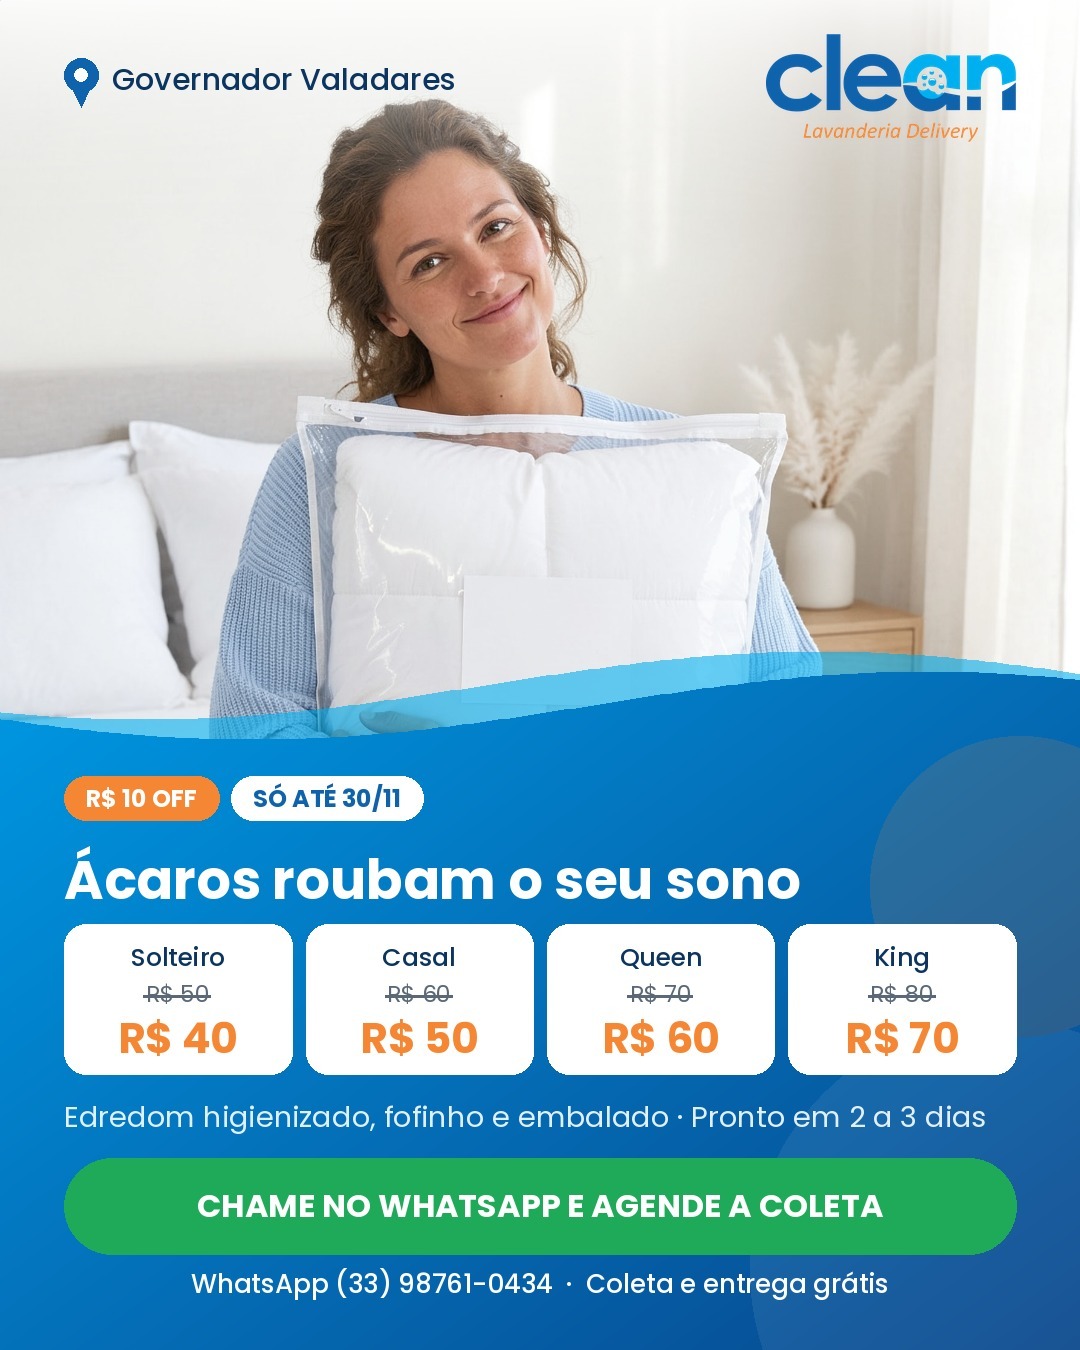 Governador Valadares
clean
Lavanderia Delivery
R$ 10 OFF
SÓ ATÉ 30/11
Ácaros roubam o seu sono
Solteiro
R$ 50
R$ 40
Casal
R$ 60
R$ 50
Queen
R$ 70
R$ 60
King
R$ 80
R$ 70
Edredom higienizado, fofinho e embalado · Pronto em 2 a 3 dias
CHAME NO WHATSAPP E AGENDE A COLETA
WhatsApp (33) 98761-0434 · Coleta e entrega grátis